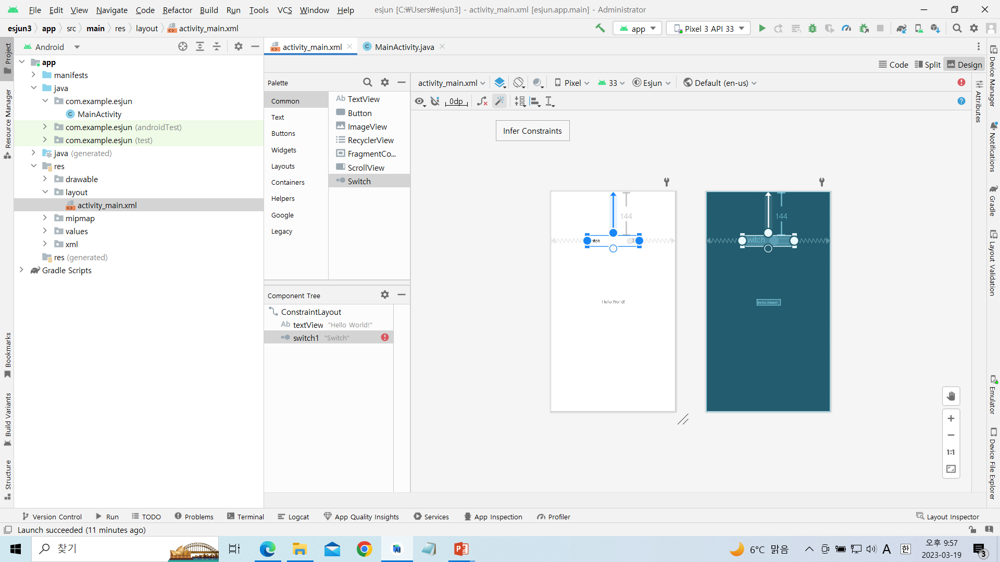 File Edit View Navigate Code Refactor Build Run Tools VCS Window Help esjun [C:₩Users₩esjun3] - activity_main.xml [esjun.app.main] - Administrator
esjun3 app src main res layout activity_main.xml app Pixel 3 API 33
Android
activity_main.xml MainActivity.java
Code Split Design
Project
Resource Manager
Bookmarks
Build Variants
Structure
app
manifests
java
com.example.esjun
MainActivity
com.example.esjun (androidTest)
com.example.esjun (test)
java (generated)
res
drawable
layout
activity_main.xml
mipmap
values
xml
res (generated)
Gradle Scripts
Palette
Common
Text
Buttons
Widgets
Layouts
Containers
Helpers
Google
Legacy
Ab TextView
Button
ImageView
RecyclerView
FragmentCo...
ScrollView
Switch
Component Tree
ConstraintLayout
Ab textView "Hello World!"
switch1 "Switch"
activity_main.xml Pixel 33 Esjun Default (en-us)
0dp
Infer Constraints
144
itch
Hello World!
144
witch
Hello World!
1:1
Attributes
Device Manager
Notifications
Gradle
Layout Validation
Emulator
Device File Explorer
Version Control Run TODO Problems Terminal Logcat App Quality Insights Services App Inspection Profiler Layout Inspector
Launch succeeded (11 minutes ago)
찾기
6°C 맑음 A 한 오후 9:57
2023-03-19
3